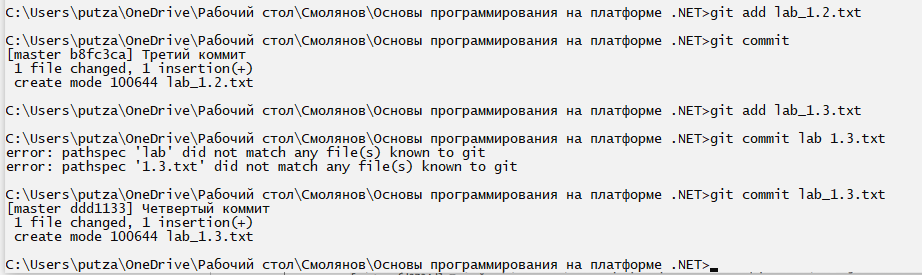 C:\Users\putza\OneDrive\Рабочий стол\Смолянов\Основы программирования на платформе .NET>git add lab_1.2.txt
C:\Users\putza\OneDrive\Рабочий стол\Смолянов\Основы программирования на платформе .NET>git commit
[master b8fc3ca] Третий коммит
 1 file changed, 1 insertion(+)
 create mode 100644 lab_1.2.txt
C:\Users\putza\OneDrive\Рабочий стол\Смолянов\Основы программирования на платформе .NET>git add lab_1.3.txt
C:\Users\putza\OneDrive\Рабочий стол\Смолянов\Основы программирования на платформе .NET>git commit lab 1.3.txt
error: pathspec 'lab' did not match any file(s) known to git
error: pathspec '1.3.txt' did not match any file(s) known to git
C:\Users\putza\OneDrive\Рабочий стол\Смолянов\Основы программирования на платформе .NET>git commit lab_1.3.txt
[master ddd1133] Четвертый коммит
 1 file changed, 1 insertion(+)
 create mode 100644 lab_1.3.txt
C:\Users\putza\OneDrive\Рабочий стол\Смолянов\Основы программирования на платформе .NET>